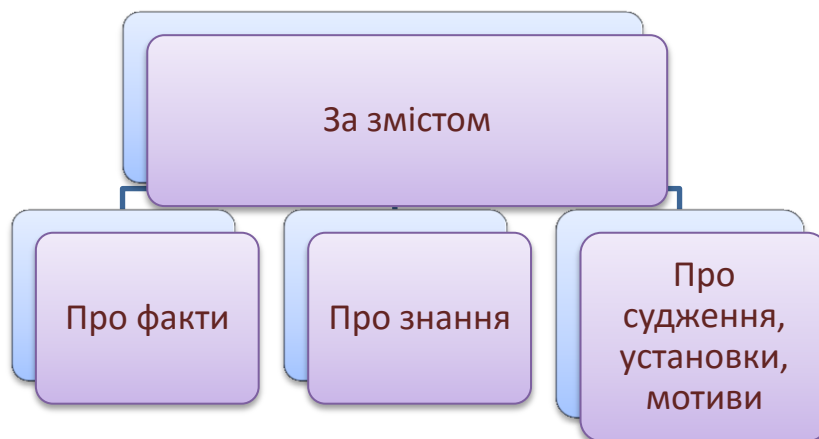 За змістом
Про факти
Про знання
Про
судження,
установки,
мотиви